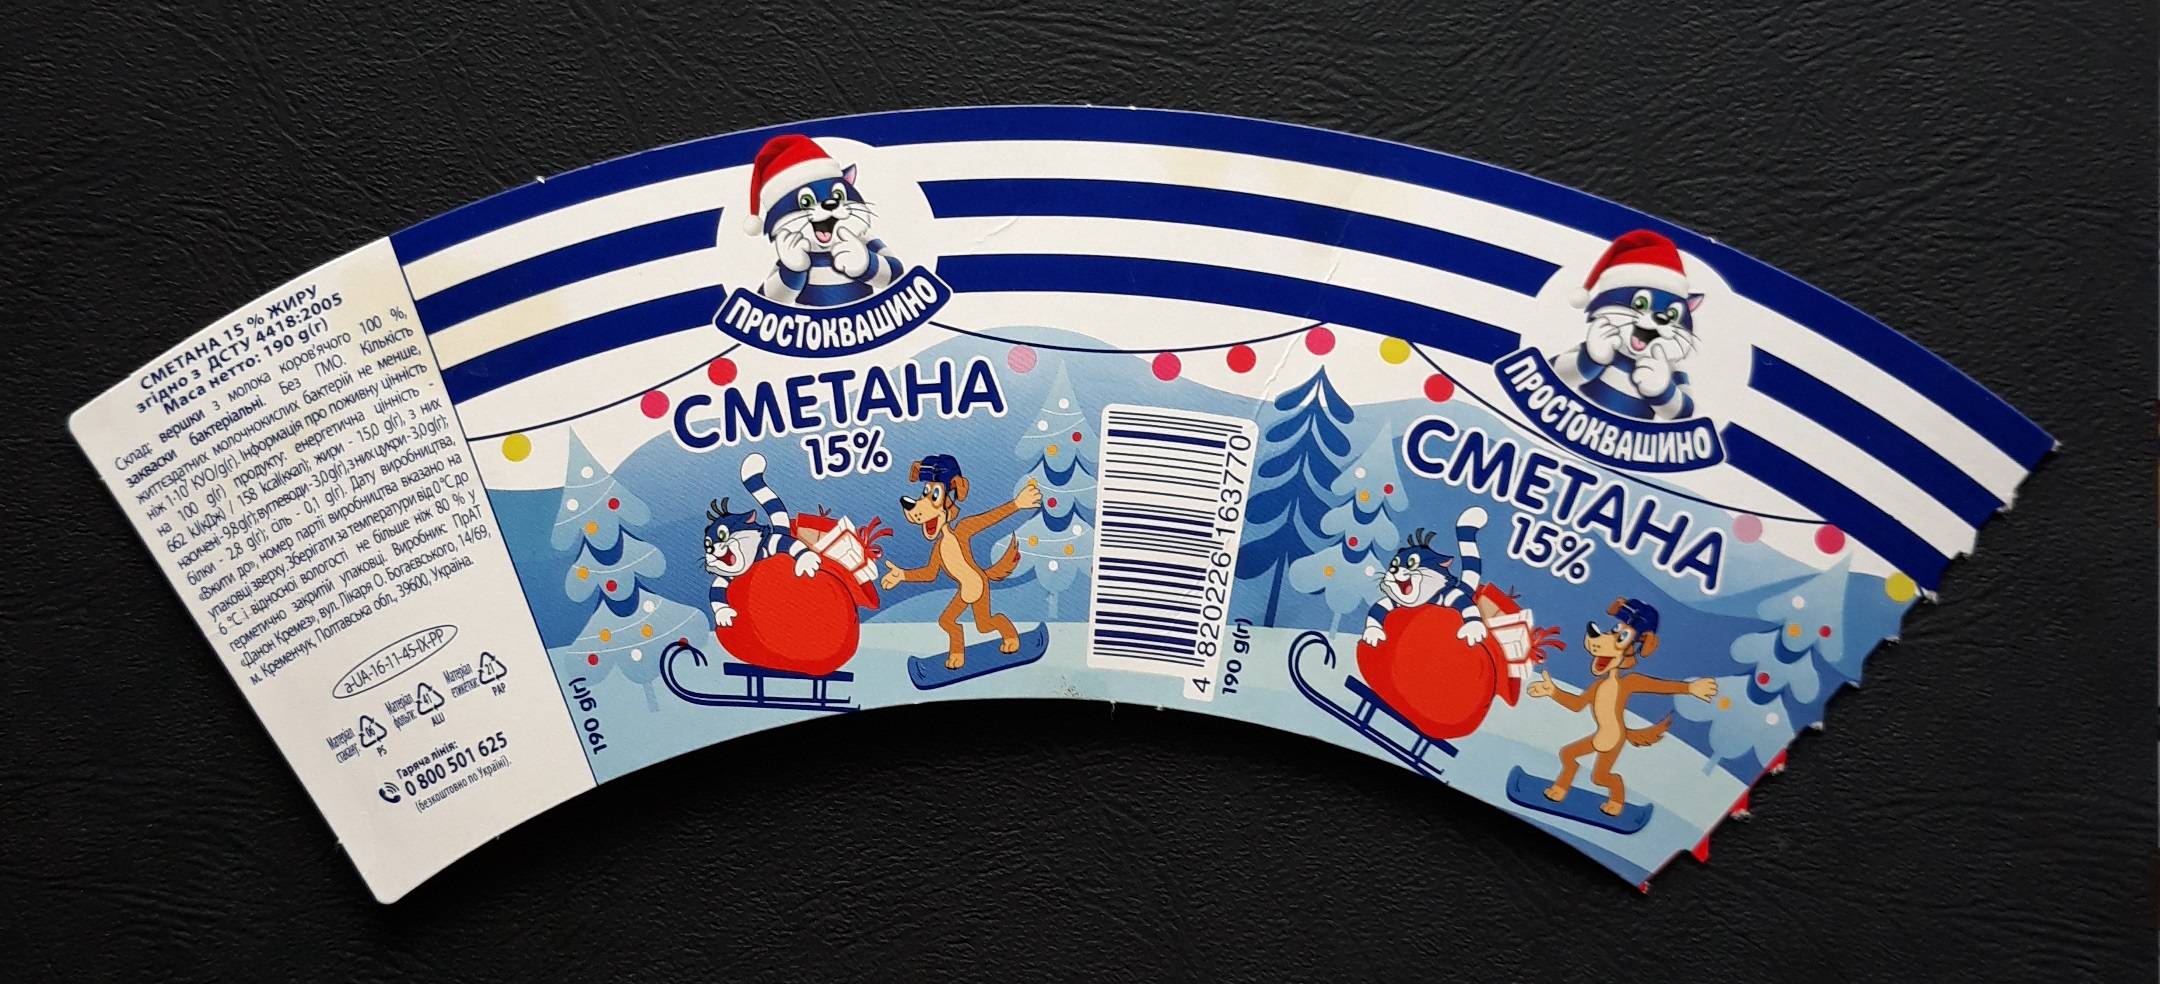 СМЕТАНА 15 % ЖИРУ
згідно з ДСТУ 4418:2005
Маса нетто: 190 g(г)
Склад: вершки з молока коров'ячого 100 %,
закваски бактеріальні. Без ГМО. Кількість
життєздатних молочнокислих бактерій не менше,
ніж 1·10⁷ КУО/g(г). Інформація про поживну цінність
на 100 g(г) продукту: енергетична цінність -
662 kJ(кДж) / 158 kcal(ккал); жири - 15,0 g(г), з них
насичені - 9,8 g(г); вуглеводи - 3,0 g(г), з них цукри - 3,0 g(г);
білки - 2,8 g(г); сіль - 0,1 g(г). Дату виробництва,
«Вжити до», номер партії виробництва вказано на
упаковці зверху. Зберігати за температури від 0 °С до
6 °С і відносної вологості не більше ніж 80 % у
герметично закритій упаковці. Виробник: ПрАТ
«Данон Кремез», вул. Лікаря О. Богаєвського, 14/69,
м. Кременчук, Полтавська обл., 39600, Україна.
a-UA-16-11-45-IX-PP
Матеріал стакану: 06 PS
Матеріал фольги: 41 АШ
Матеріал етикетки: 21 PAP
Гаряча лінія:
0 800 501 625
(безкоштовно по Україні).
190 g(г)
ПРОСТОКВАШИНО
СМЕТАНА
15%
4 820226 163770
190 g(г)
ПРОСТОКВАШИНО
СМЕТАНА
15%